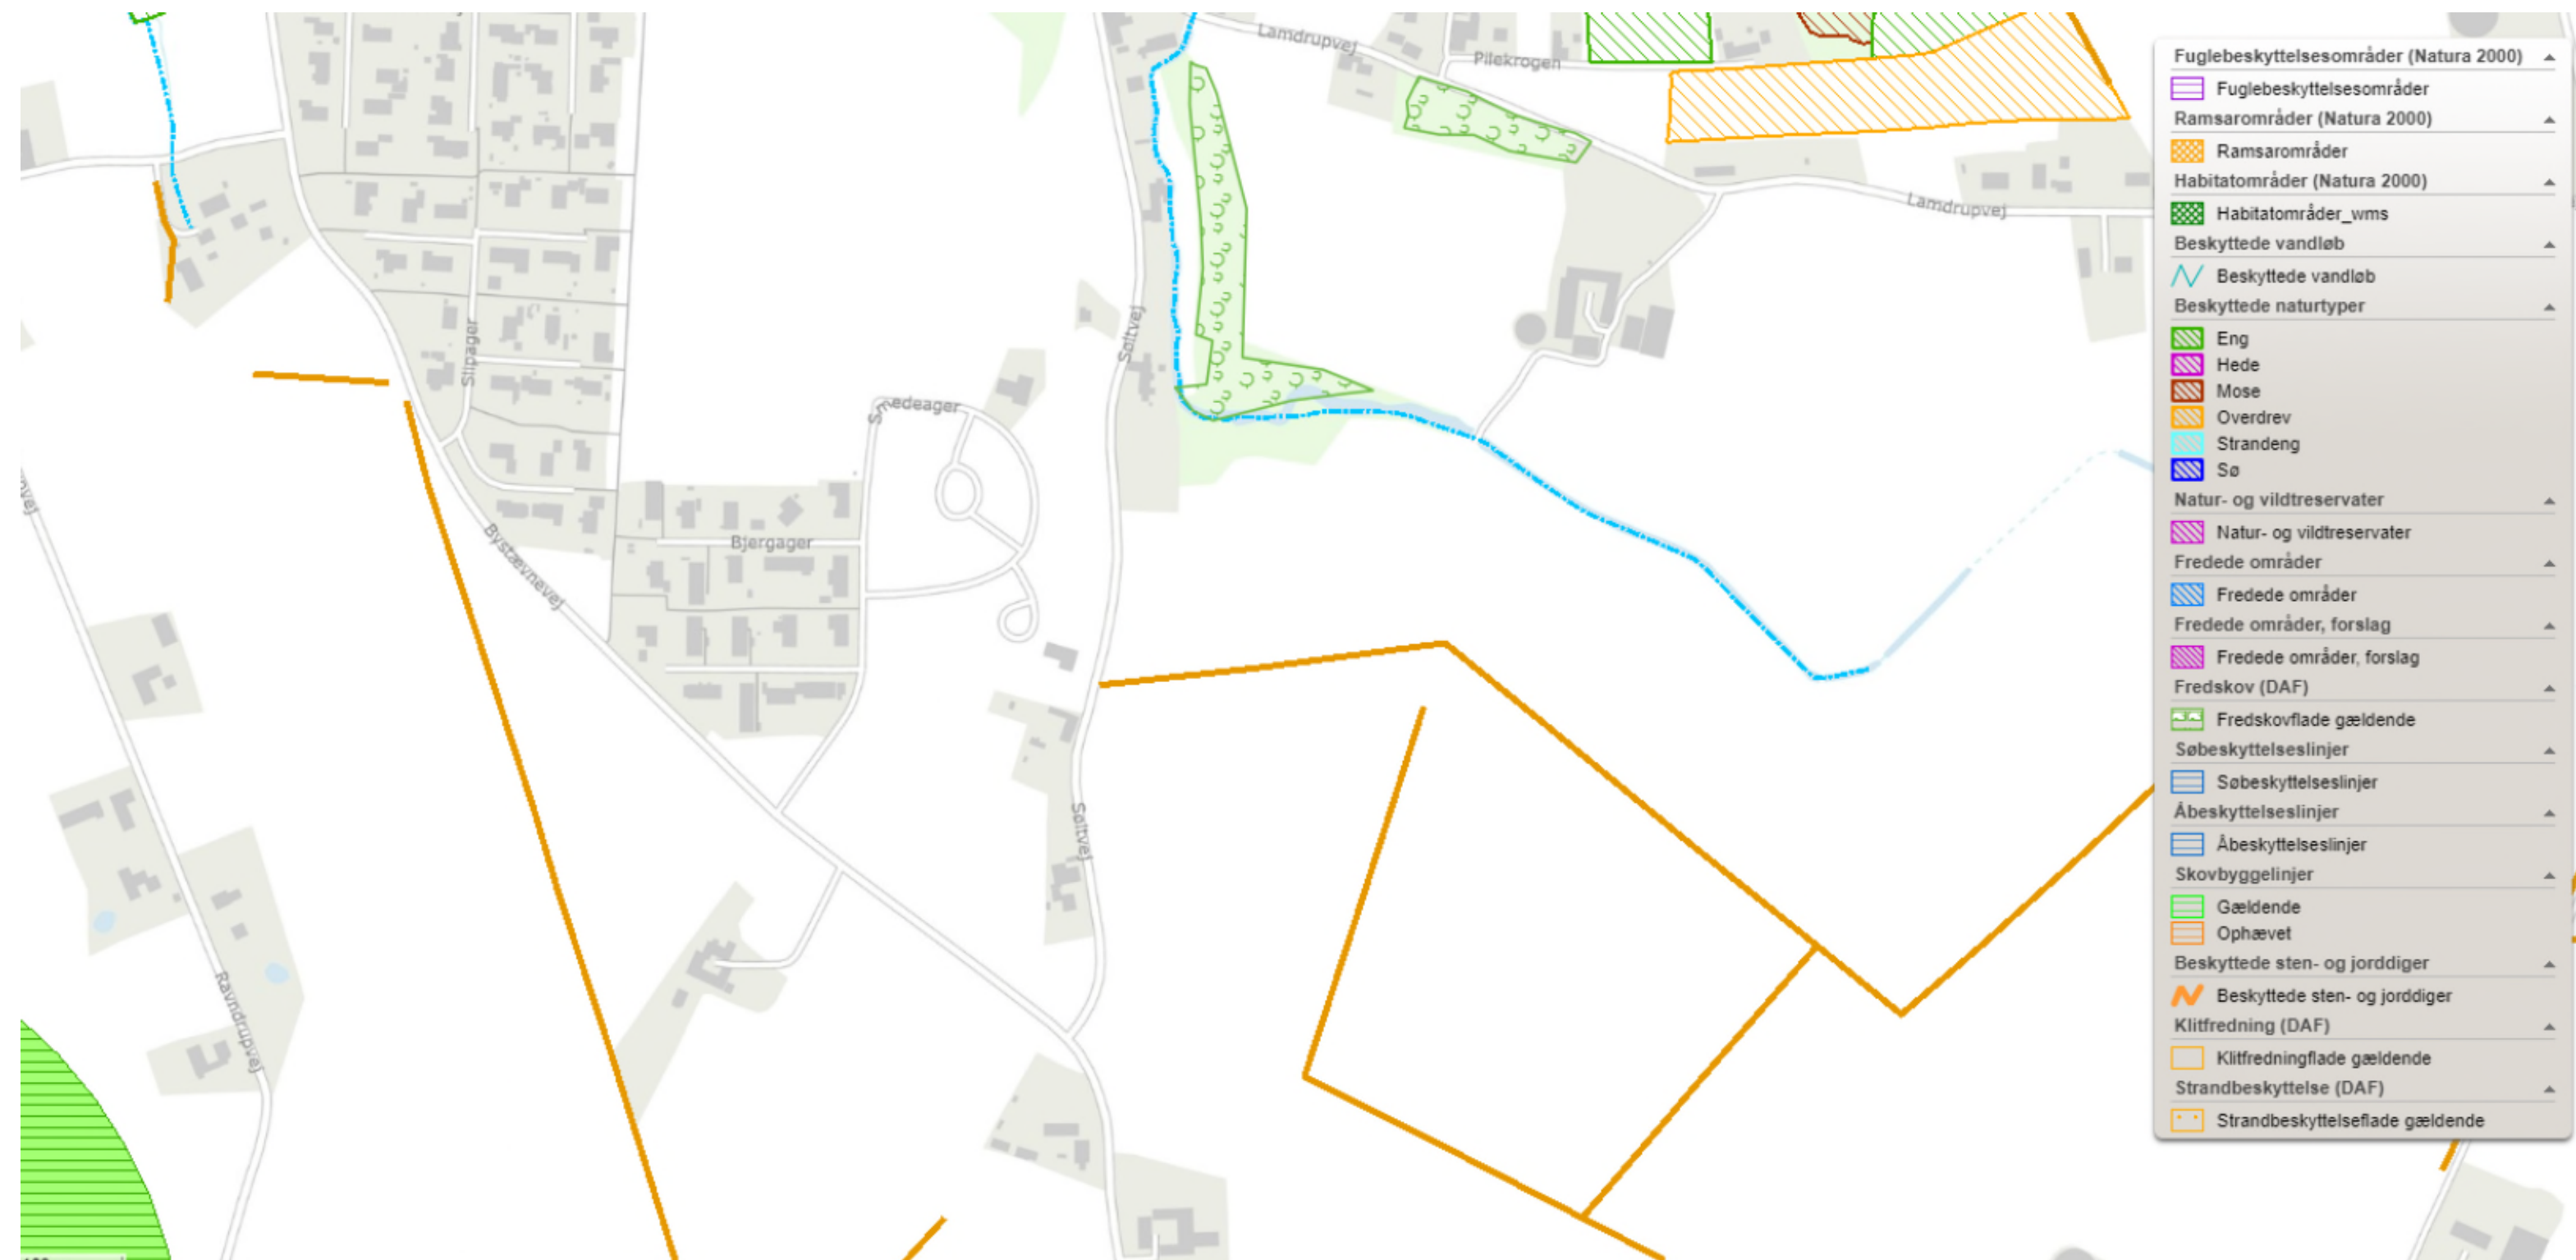 Lamdrupvej
Pilekrogen
Lamdrupvej
Søltvej
Slipager
Smedeager
Bjergager
Bystævnevej
Søltvej
Ravndrupvej
Fuglebeskyttelsesområder (Natura 2000)
Fuglebeskyttelsesområder
Ramsarområder (Natura 2000)
Ramsarområder
Habitatområder (Natura 2000)
Habitatområder_wms
Beskyttede vandløb
Beskyttede vandløb
Beskyttede naturtyper
Eng
Hede
Mose
Overdrev
Strandeng
Sø
Natur- og vildtreservater
Natur- og vildtreservater
Fredede områder
Fredede områder
Fredede områder, forslag
Fredede områder, forslag
Fredskov (DAF)
Fredskovflade gældende
Søbeskyttelseslinjer
Søbeskyttelseslinjer
Åbeskyttelseslinjer
Åbeskyttelseslinjer
Skovbyggelinjer
Gældende
Ophævet
Beskyttede sten- og jorddiger
Beskyttede sten- og jorddiger
Klitfredning (DAF)
Klitfredningflade gældende
Strandbeskyttelse (DAF)
Strandbeskyttelseflade gældende